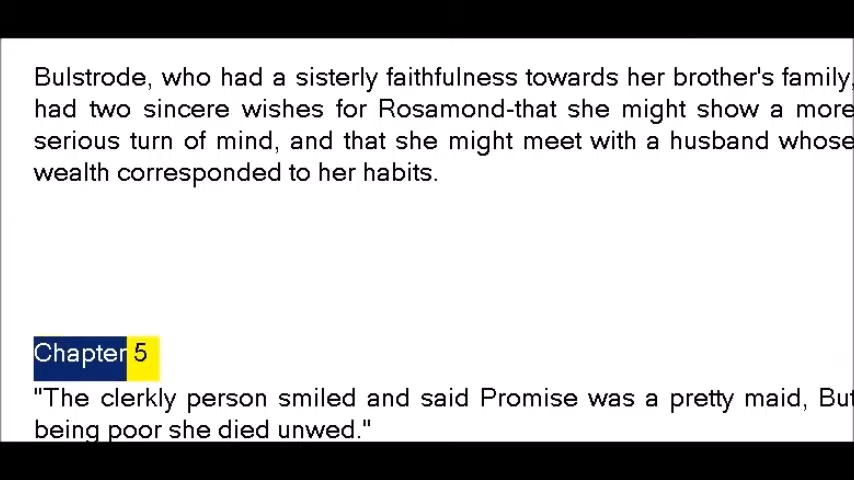 Bulstrode, who had a sisterly faithfulness towards her brother's family,
had two sincere wishes for Rosamond-that she might show a more
serious turn of mind, and that she might meet with a husband whose
wealth corresponded to her habits.
Chapter 5
"The clerkly person smiled and said Promise was a pretty maid, But
being poor she died unwed."